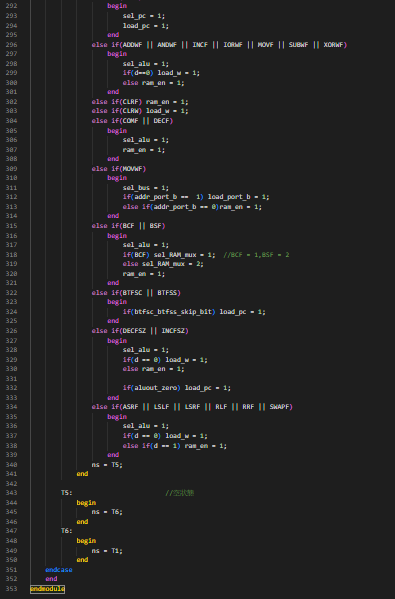 292 begin
293 sel_pc = 1;
294 load_pc = 1;
295 end
296 else if(ADDWF || ANDWF || INCF || IORWF || MOVF || SUBWF || XORWF)
297 begin
298 sel_alu = 1;
299 if(d==0) load_w = 1;
300 else ram_en = 1;
301 end
302 else if(CLRF) ram_en = 1;
303 else if(CLRW) load_w = 1;
304 else if(COMF || DECF)
305 begin
306 sel_alu = 1;
307 ram_en = 1;
308 end
309 else if(MOVWF)
310 begin
311 sel_bus = 1;
312 if(addr_port_b == 1) load_port_b = 1;
313 else if(addr_port_b == 0)ram_en = 1;
314 end
315 else if(BCF || BSF)
316 begin
317 sel_alu = 1;
318 if(BCF) sel_RAM_mux = 1; //BCF = 1,BSF = 2
319 else sel_RAM_mux = 2;
320 ram_en = 1;
321 end
322 else if(BTFSC || BTFSS)
323 begin
324 if(btfsc_btfss_skip_bit) load_pc = 1;
325 end
326 else if(DECFSZ || INCFSZ)
327 begin
328 sel_alu = 1;
329 if(d == 0) load_w = 1;
330 else ram_en = 1;
331
332 if(aluout_zero) load_pc = 1;
333 end
334 else if(ASRF || LSLF || LSRF || RLF || RRF || SWAPF)
335 begin
336 sel_alu = 1;
337 if(d == 0) load_w = 1;
338 else if(d == 1) ram_en = 1;
339 end
340 ns = T5;
341 end
342
343 T5: //
344 begin
345 ns = T6;
346 end
347 T6:
348 begin
349 ns = T1;
350 end
351 endcase
352 end
353 endmodule